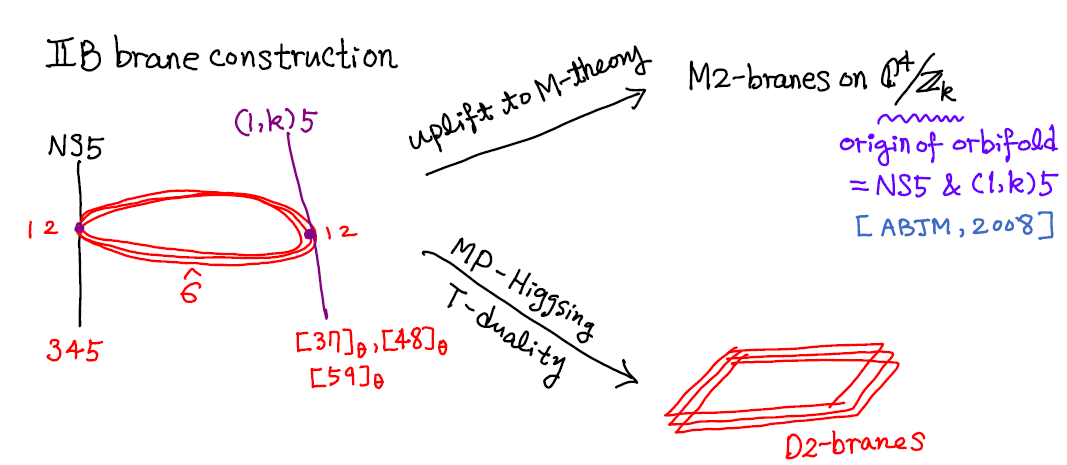 IIB brane construction
NS5
(1,k)5
12
12
6̂
345
[37]θ, [48]θ
[59]θ
uplift to M-theory
MP-Higgsing
T-duality
M2-branes on ℂ⁴/ℤₖ
origin of orbifold
= NS5 & (1,k)5
[ABJM, 2008]
D2-branes